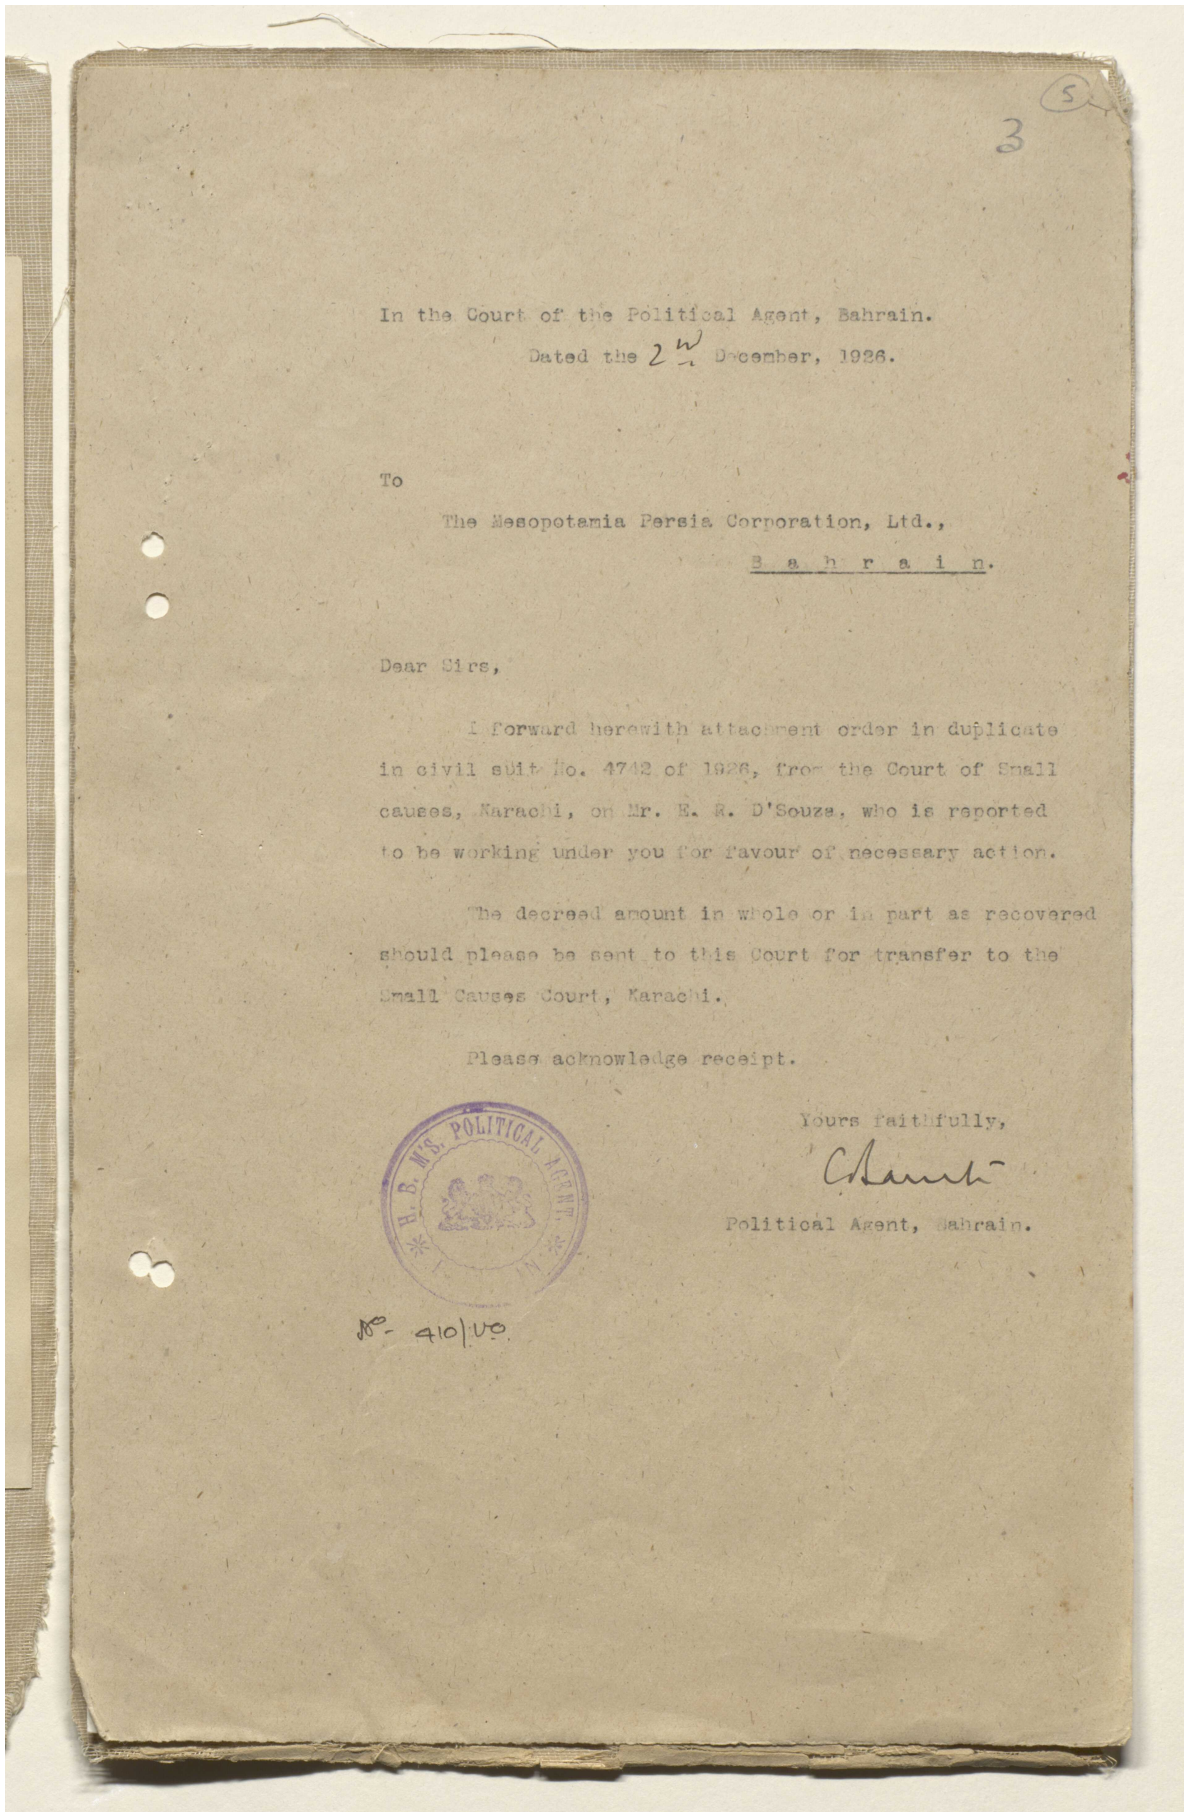 5
3
In the Court of the Political Agent, Bahrain.
Dated the 2nd December, 1926.
To
The Mesopotamia Persia Corporation, Ltd.,
B a h r a i n.
Dear Sirs,
I forward herewith attachment order in duplicate
in civil suit No. 4742 of 1926, from the Court of Small
causes, Karachi, on Mr. E. R. D'Souza, who is reported
to be working under you for favour of necessary action.
The decreed amount in whole or in part as recovered
should please be sent to this Court for transfer to the
Small Causes Court, Karachi.
Please acknowledge receipt.
Yours faithfully,
Political Agent, Bahrain.
H. B. M'S. POLITICAL AGENT.
No- 410/